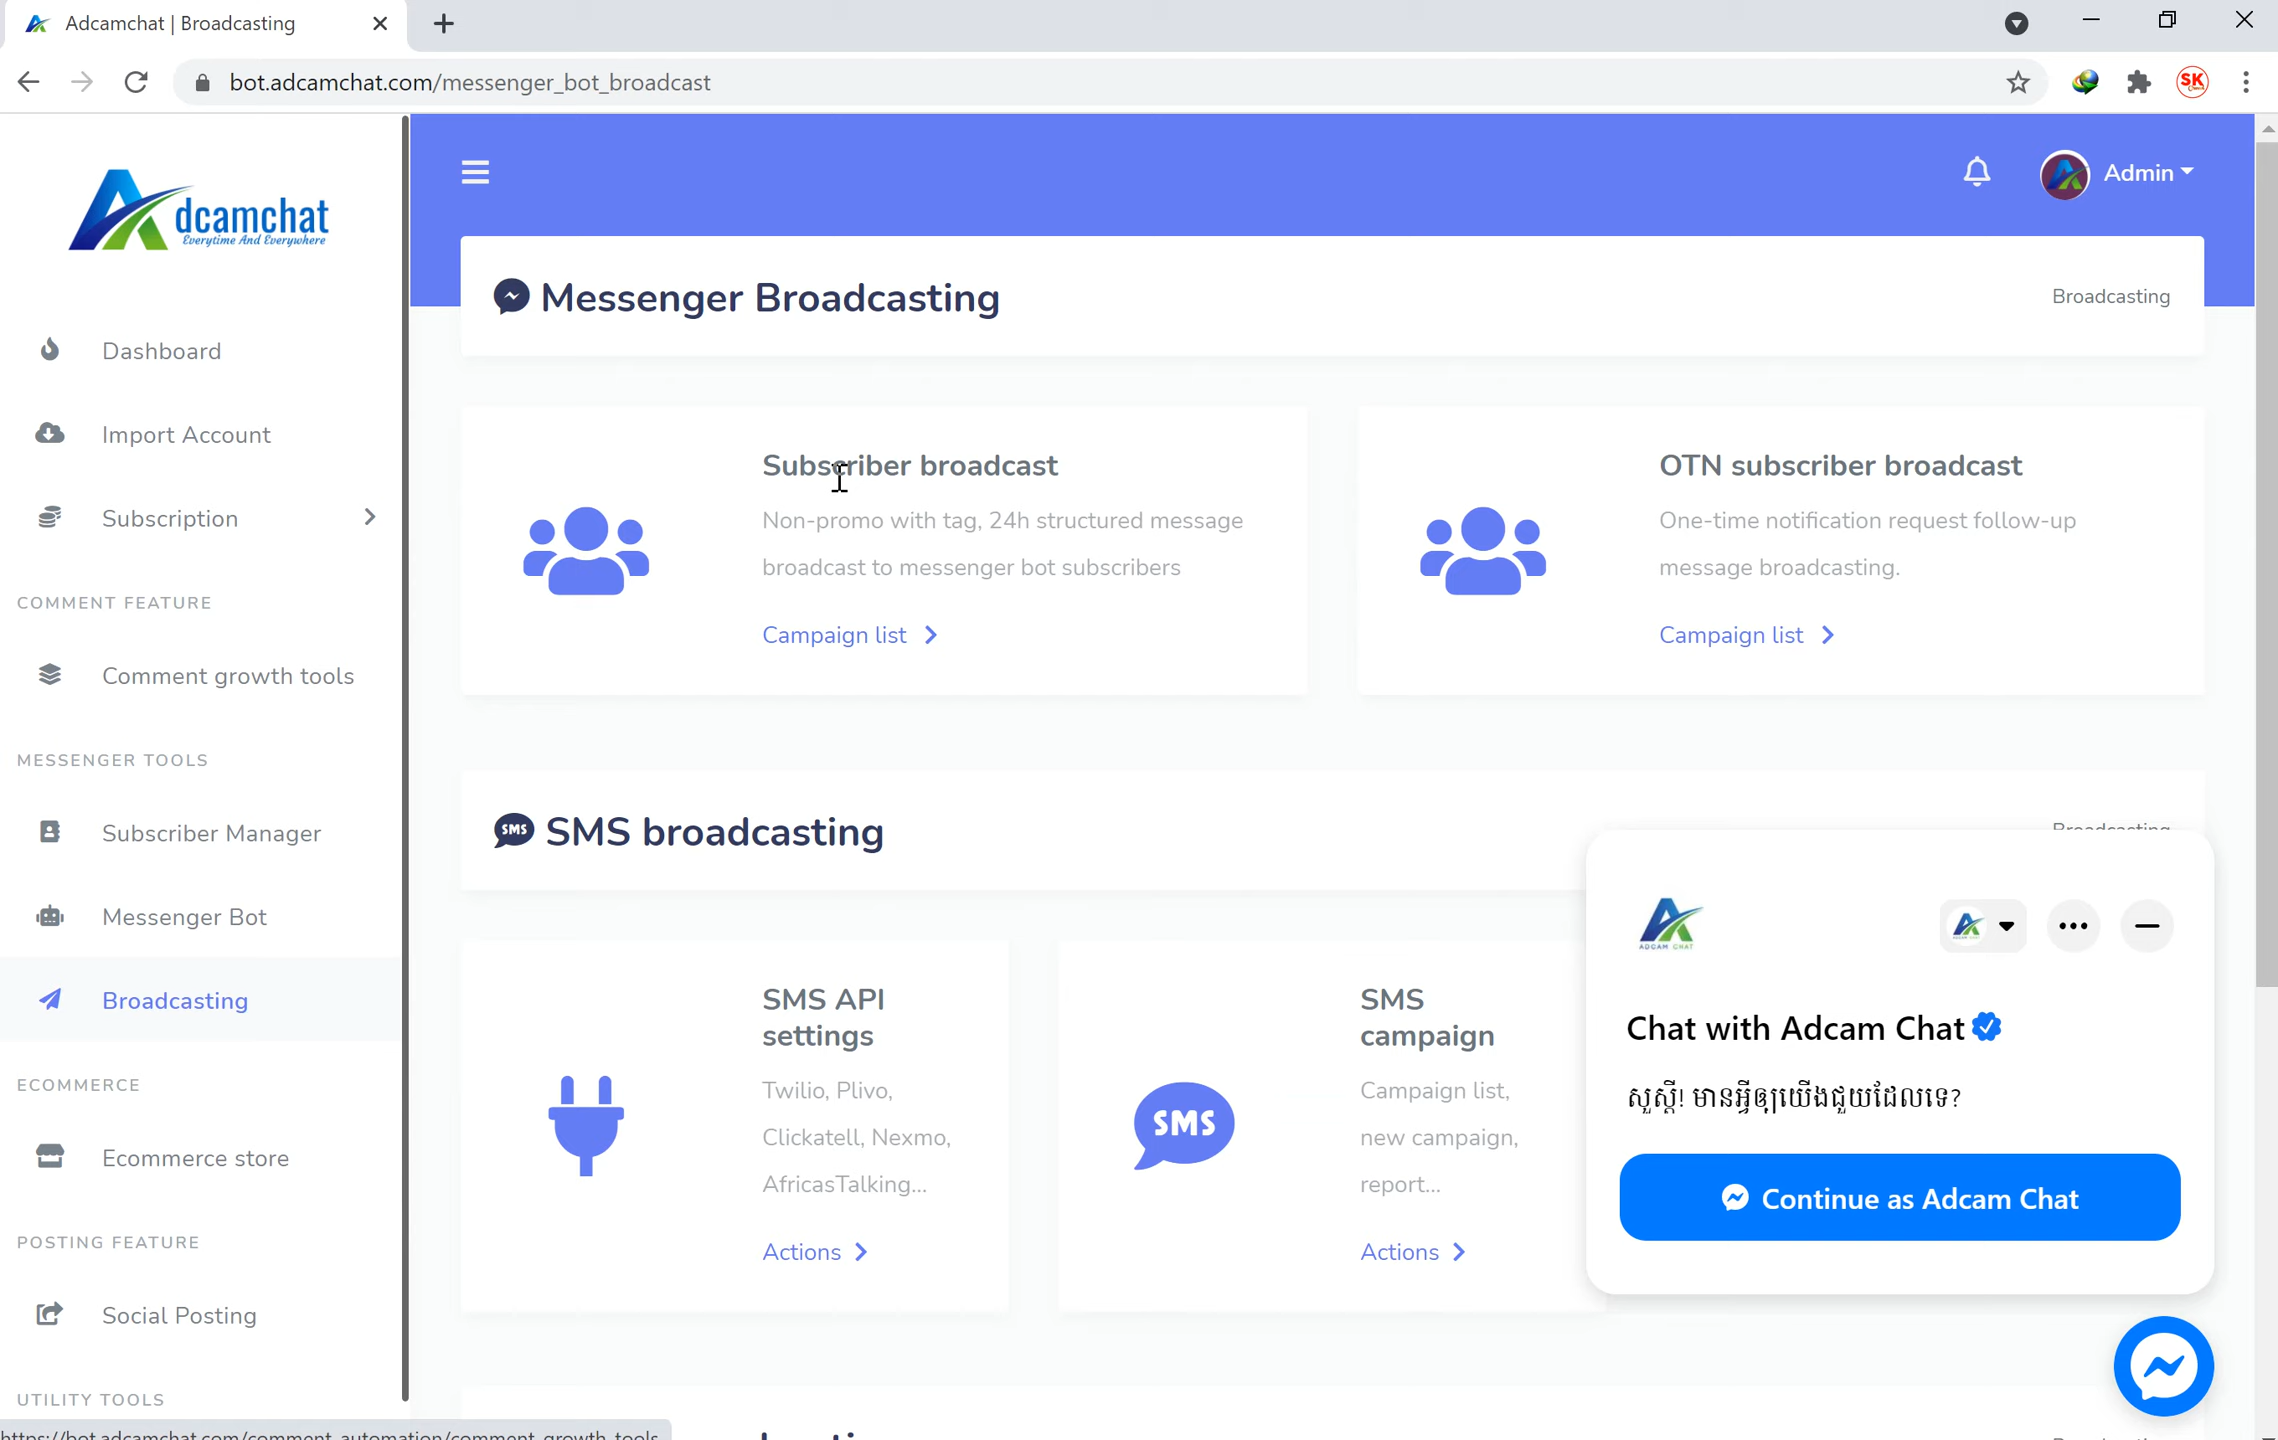 Adcamchat | Broadcasting
bot.adcamchat.com/messenger_bot_broadcast
SK
dcamchat
Everytime And Everywhere
Admin
Messenger Broadcasting
Broadcasting
Dashboard
Import Account
Subscription
COMMENT FEATURE
Comment growth tools
MESSENGER TOOLS
Subscriber Manager
Messenger Bot
Broadcasting
ECOMMERCE
Ecommerce store
POSTING FEATURE
Social Posting
UTILITY TOOLS
https://bot.adcamchat.com/comment_automation/comment_growth_tools
Subscriber broadcast
Non-promo with tag, 24h structured message
broadcast to messenger bot subscribers
Campaign list
OTN subscriber broadcast
One-time notification request follow-up
message broadcasting.
Campaign list
SMS
SMS broadcasting
Broadcasting
SMS API
settings
Twilio, Plivo,
Clickatell, Nexmo,
AfricasTalking...
Actions
SMS
SMS
campaign
Campaign list,
new campaign,
report...
Actions
ADCAM CHAT
Chat with Adcam Chat
សួស្តី! មានអ្វីឲ្យយើងជួយដែលទេ?
Continue as Adcam Chat